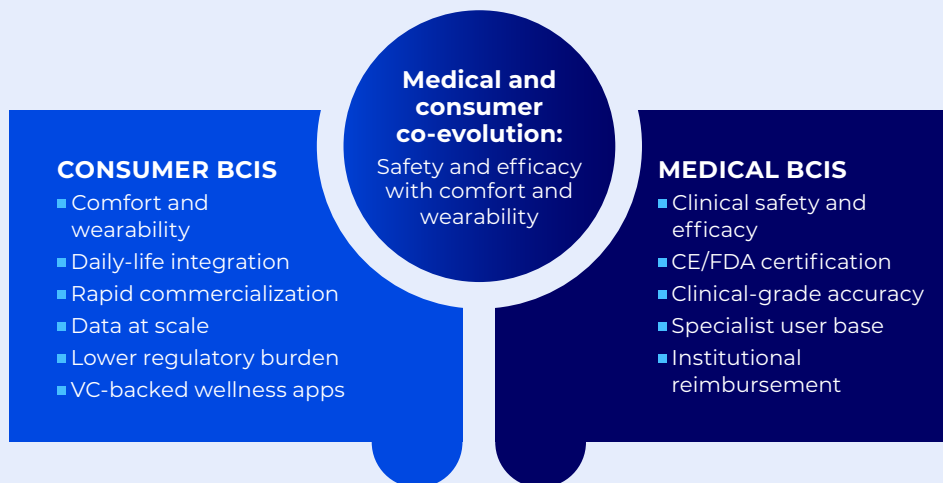 Medical and
consumer
co-evolution:
Safety and efficacy
with comfort and
wearability
CONSUMER BCIS
Comfort and
wearability
Daily-life integration
Rapid commercialization
Data at scale
Lower regulatory burden
VC-backed wellness apps
MEDICAL BCIS
Clinical safety and
efficacy
CE/FDA certification
Clinical-grade accuracy
Specialist user base
Institutional
reimbursement